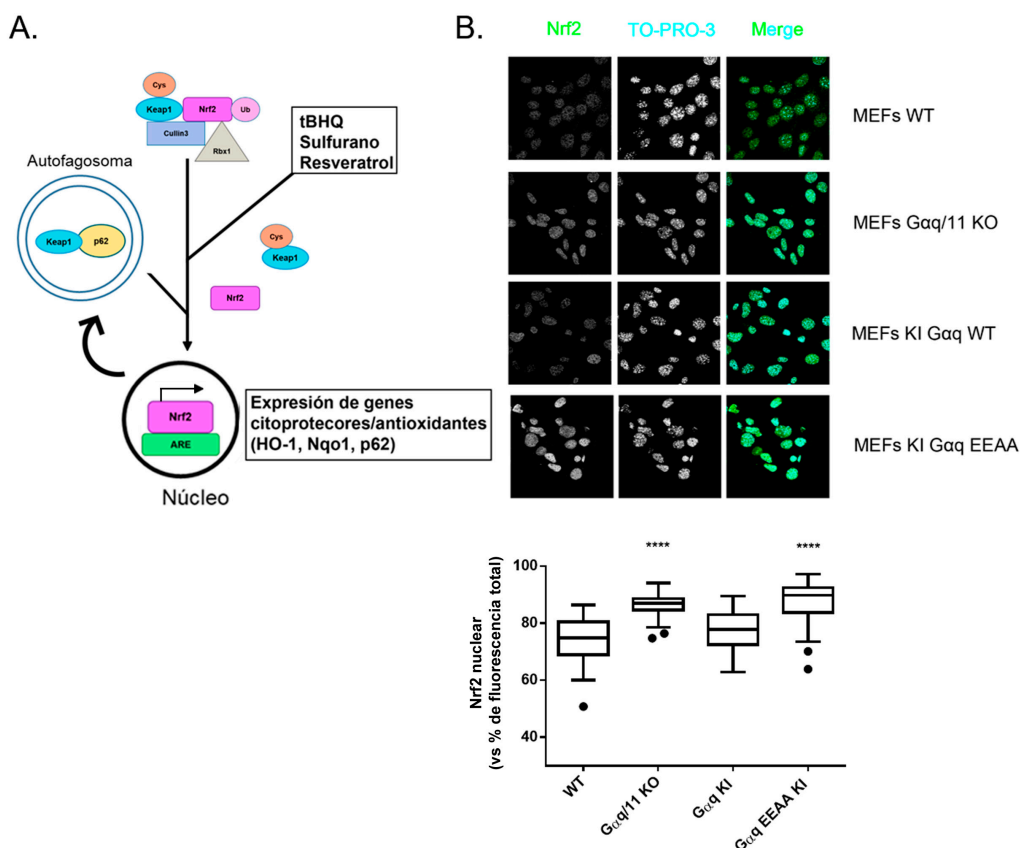 A.
Cys
Keap1
Nrf2
Ub
Cullin3
Rbx1
tBHQ
Sulfurano
Resveratrol
Autofagosoma
Keap1
p62
Cys
Keap1
Nrf2
Nrf2
ARE
Núcleo
Expresión de genes
citoprotecores/antioxidantes
(HO-1, Nqo1, p62)
B.
Nrf2 TO-PRO-3 Merge
MEFs WT
MEFs Gαq/11 KO
MEFs KI Gαq WT
MEFs KI Gαq EEAA
Nrf2 nuclear
(vs % de fluorescencia total)
100
80
60
40
****
****
WT
Gαq/11 KO
Gαq KI
Gαq EEAA KI